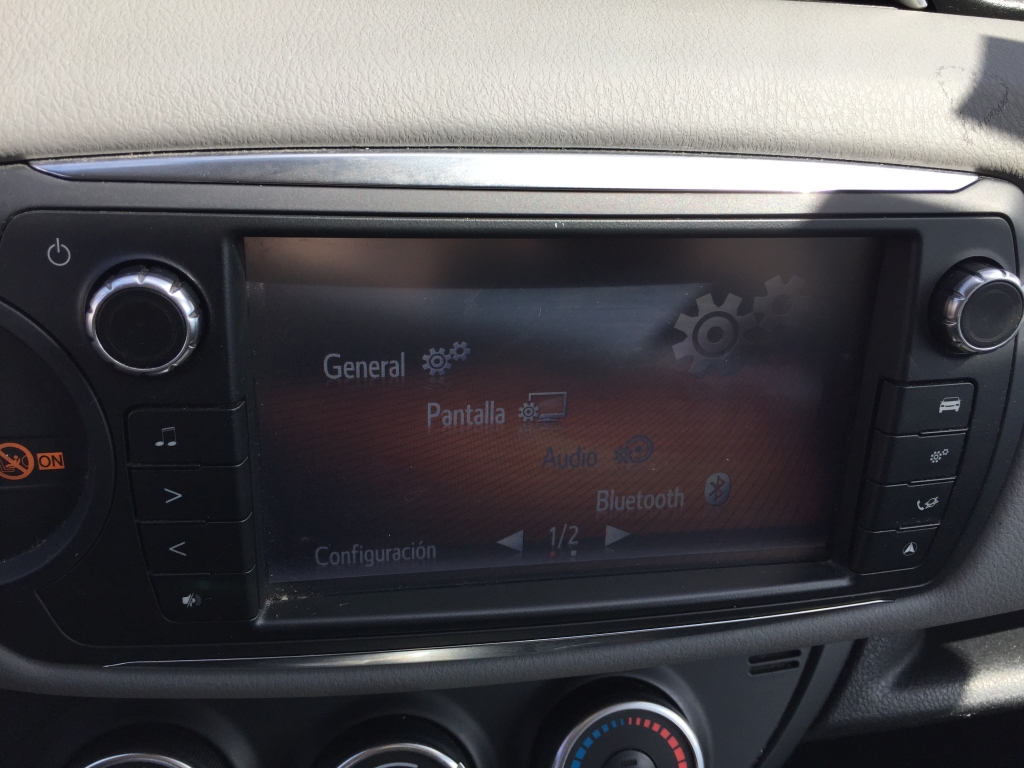 General
Pantalla
Audio
Bluetooth
Configuración
1/2
ON